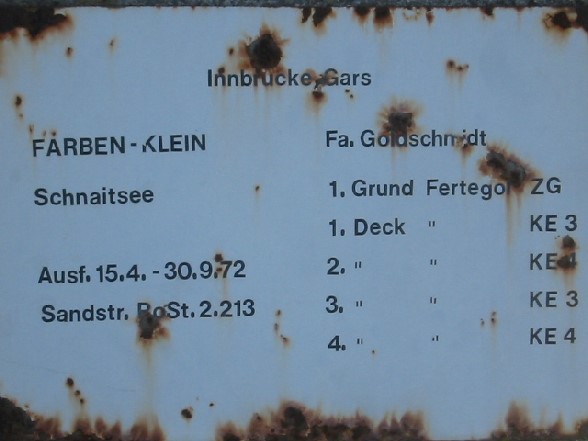 Innbrücke, Gars
FARBEN-KLEIN
Schnaitsee
Ausf. 15.4. - 30.9.72
Sandstr. RoSt. 2.213
Fa. Goldschmidt
1. Grund Fertegol ZG
1. Deck " KE 3
2. " " KE 4
3. " " KE 3
4. " " KE 4